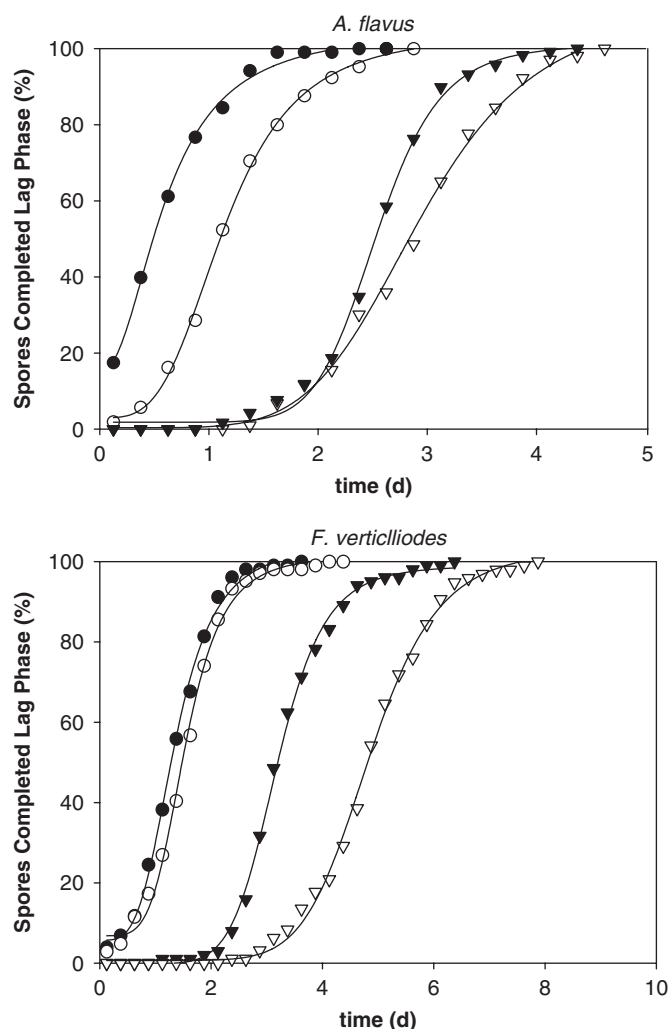 A. flavus
100
80
60
40
20
0
Spores Completed Lag Phase (%)
0 1 2 3 4 5
time (d)
F. verticlliodes
100
80
60
40
20
0
Spores Completed Lag Phase (%)
0 2 4 6 8 10
time (d)